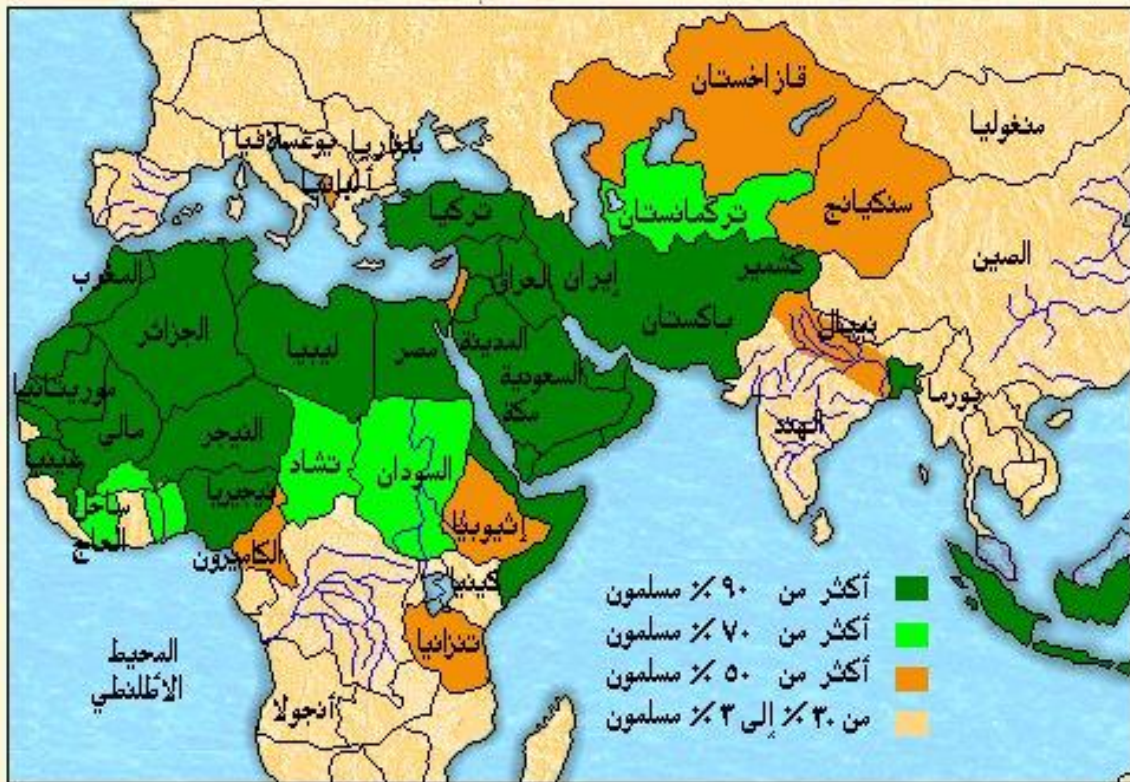 قازاخستان
منغوليا
يوغسلافيا
بلغاريا
ألبانيا
تركيا
تركمانستان
سنكيانج
الصين
كشمير
إيران
العراق
المغرب
الجزائر
ليبيا
مصر
المدينة
السعودية
مكة
باكستان
نيبال
الهند
بورما
موريتانيا
مالى
النيجر
تشاد
السودان
غينيا
نيجيريا
ساحل
العاج
الكاميرون
إثيوبيا
كينيا
تنزانيا
أنجولا
المحيط
الأطلنطي
أكثر من ٩٠ ٪ مسلمون
أكثر من ٧٠ ٪ مسلمون
أكثر من ٥٠ ٪ مسلمون
من ٣٠ ٪ إلى ٣ ٪ مسلمون